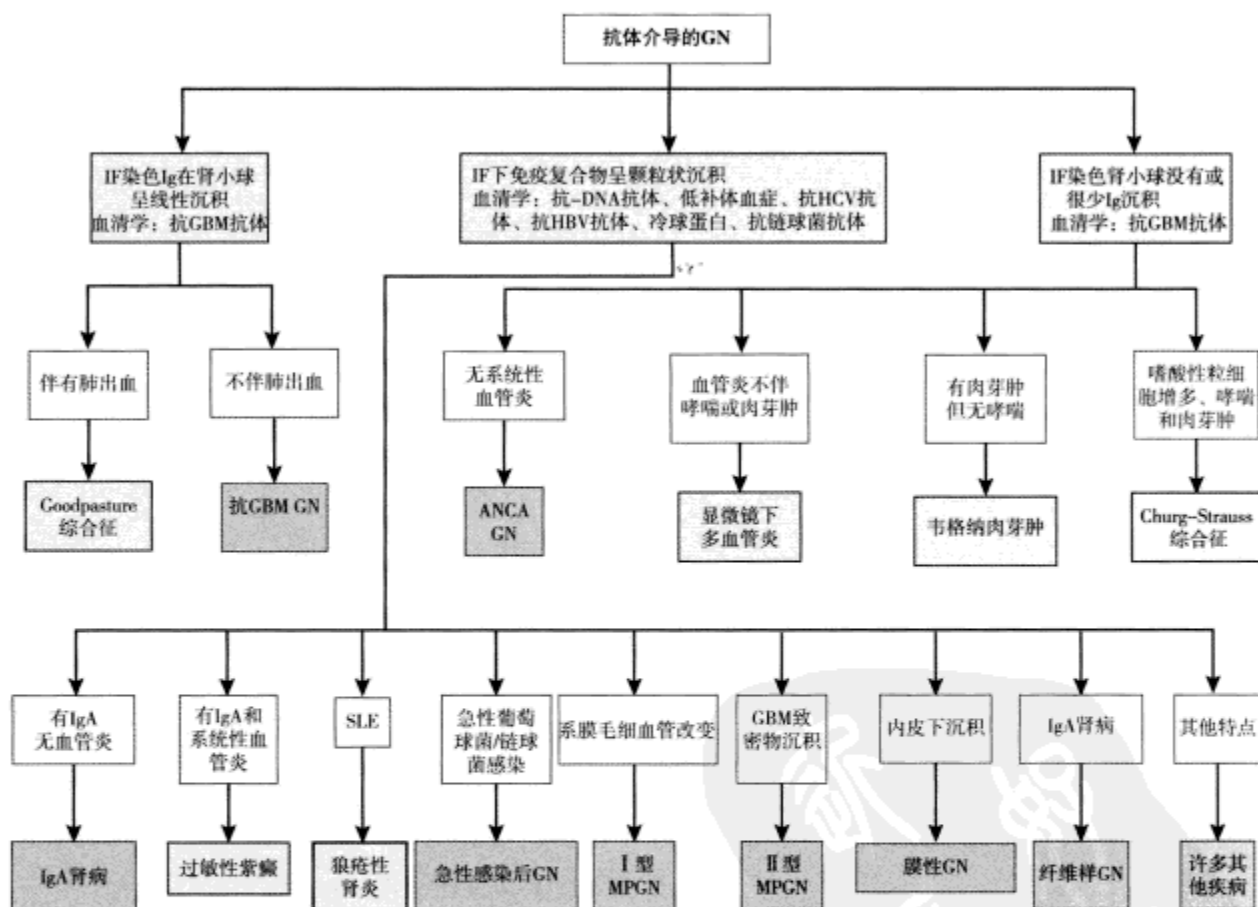 抗体介导的GN
IF染色Ig在肾小球
呈线性沉积
血清学：抗GBM抗体
IF下免疫复合物呈颗粒状沉积
血清学：抗-DNA抗体、低补体血症、抗HCV抗
体、抗HBV抗体、冷球蛋白、抗链球菌抗体
IF染色肾小球没有或
很少Ig沉积
血清学：抗GBM抗体
伴有肺出血
不伴肺出血
无系统性
血管炎
血管炎不伴
哮喘或肉芽肿
有肉芽肿
但无哮喘
嗜酸性粒细
胞增多、哮喘
和肉芽肿
Goodpasture
综合征
抗GBM GN
ANCA
GN
显微镜下
多血管炎
韦格纳肉芽肿
Churg-Strauss
综合征
有IgA
无血管炎
有IgA和
系统性血
管炎
SLE
急性葡萄
球菌/链球
菌感染
系膜毛细血管改变
GBM致
密物沉积
内皮下沉积
IgA肾病
其他特点
IgA肾病
过敏性紫癜
狼疮性
肾炎
急性感染后GN
Ⅰ型
MPGN
Ⅱ型
MPGN
膜性GN
纤维样GN
许多其
他疾病